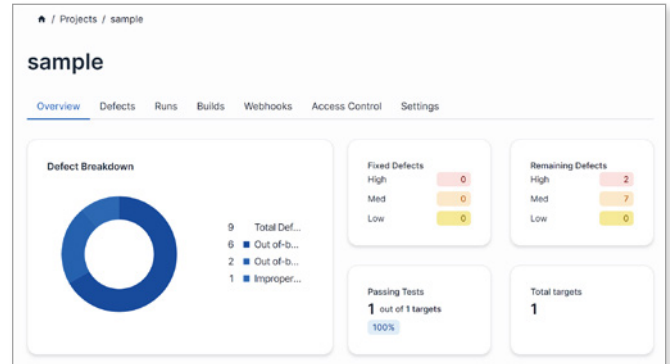 / Projects / sample
sample
Overview Defects Runs Builds Webhooks Access Control Settings
Defect Breakdown
9 Total Def...
6 Out of-b...
2 Out of-b...
1 Improper...
Fixed Defects
High 0
Med 0
Low 0
Remaining Defects
High 2
Med 7
Low 0
Passing Tests
1 out of 1 targets
100%
Total targets
1